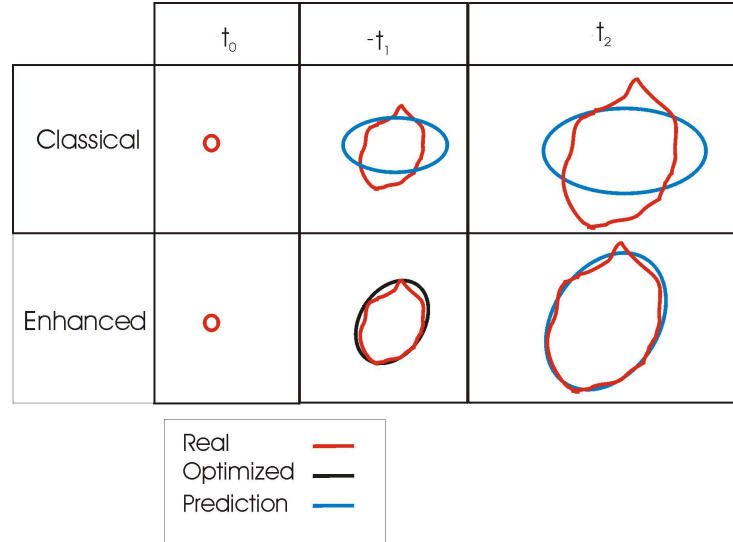 t₀
-t₁
t₂
Classical
Enhanced
Real
Optimized
Prediction